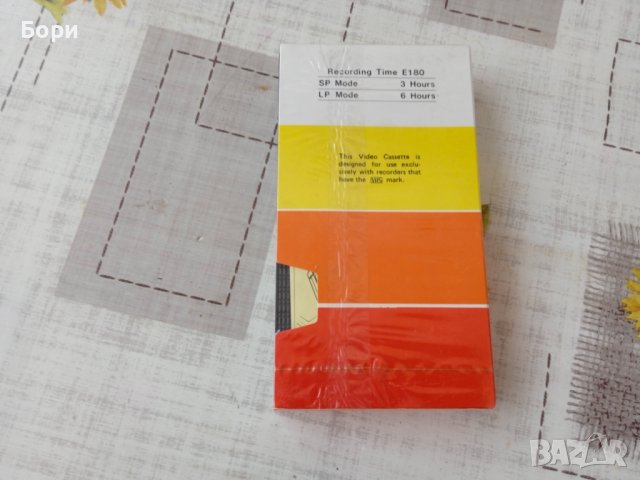 Бори
Recording Time E180
SP Mode 3 Hours
LP Mode 6 Hours
This Video Cassette is
designed for use exclu-
sively with recorders that
have the VHS mark.
BAZAR